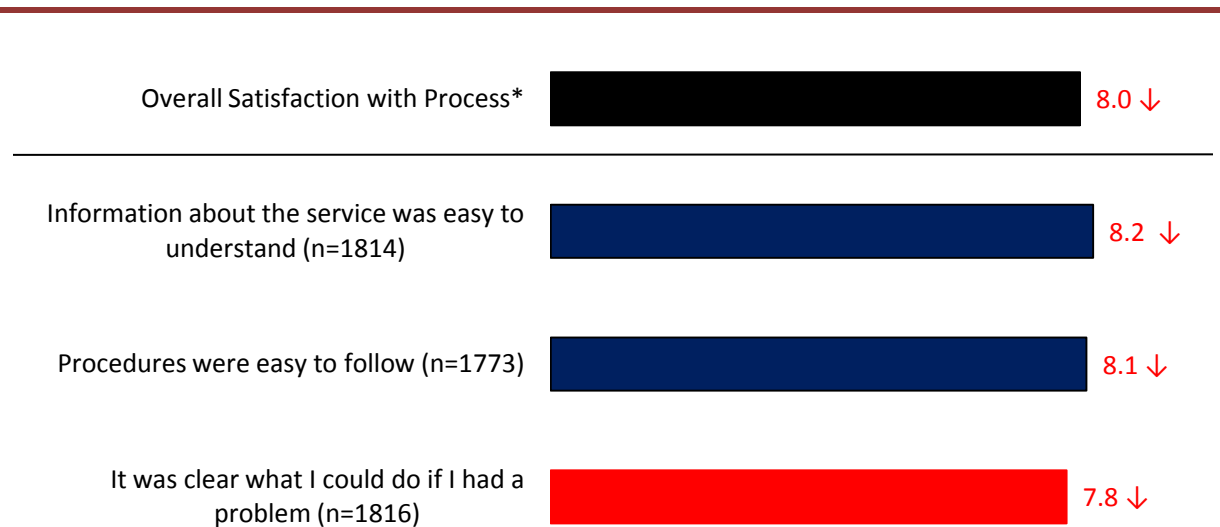 Overall Satisfaction with Process*
8.0 ↓
Information about the service was easy to
understand (n=1814)
8.2 ↓
Procedures were easy to follow (n=1773)
8.1 ↓
It was clear what I could do if I had a
problem (n=1816)
7.8 ↓